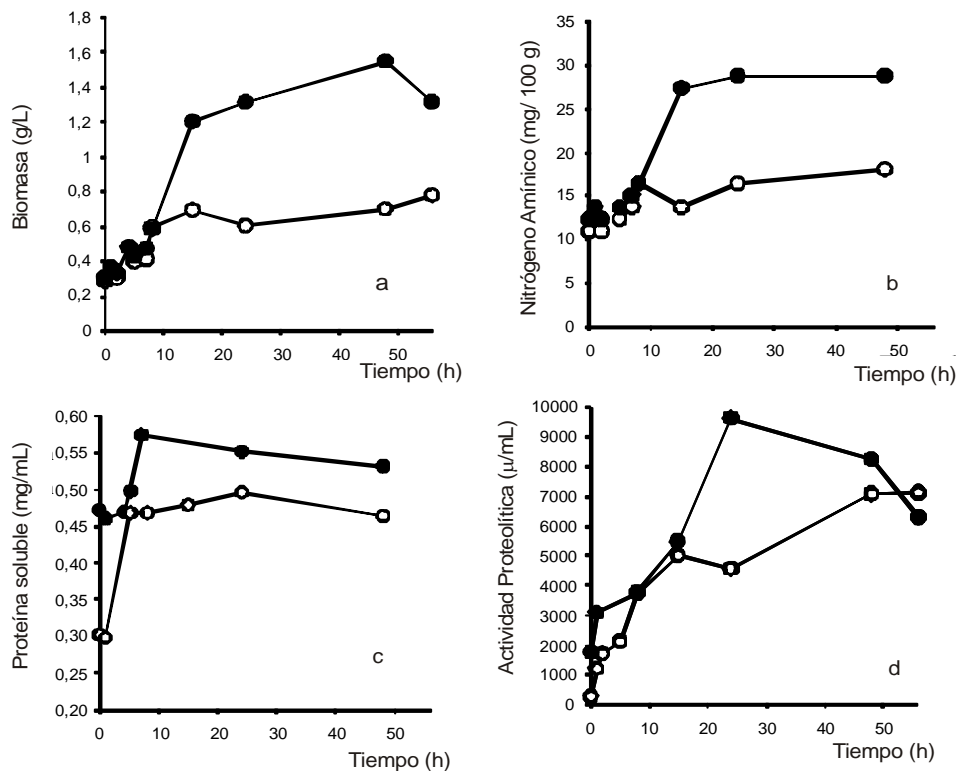 Biomasa (g/L)
1,8
1,6
1,4
1,2
1
0,8
0,6
0,4
0,2
0
0 10 20 30 40 50
Tiempo (h)
a
Nitrógeno Amínico (mg/ 100 g)
35
30
25
20
15
10
5
0
0 10 20 30 40 50
Tiempo (h)
b
Proteína soluble (mg/mL)
0,60
0,55
0,50
0,45
0,40
0,35
0,30
0,25
0,20
0 10 20 30 40 50
Tiempo (h)
c
Actividad Proteolítica (µ/mL)
10000
9000
8000
7000
6000
5000
4000
3000
2000
1000
0
0 10 20 30 40 50
Tiempo (h)
d